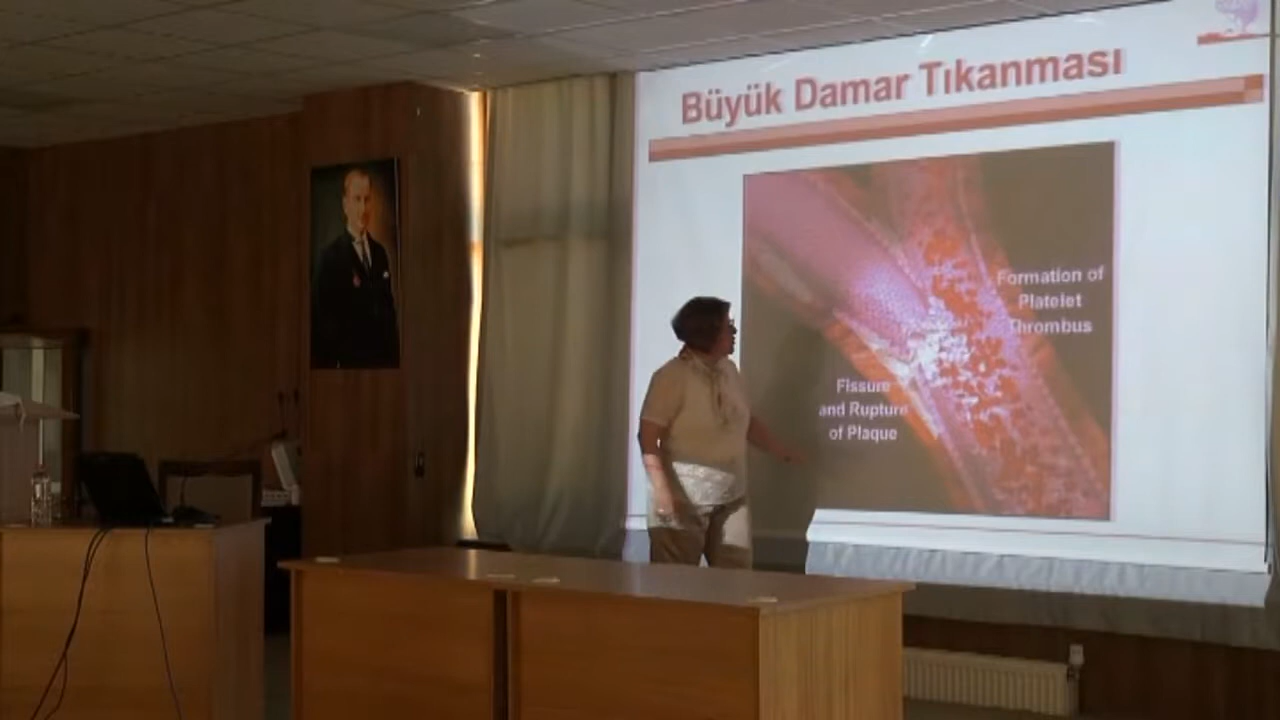 Büyük Damar Tıkanması
Formation of
Platelet
Thrombus
Fissure
and Rupture
of Plaque